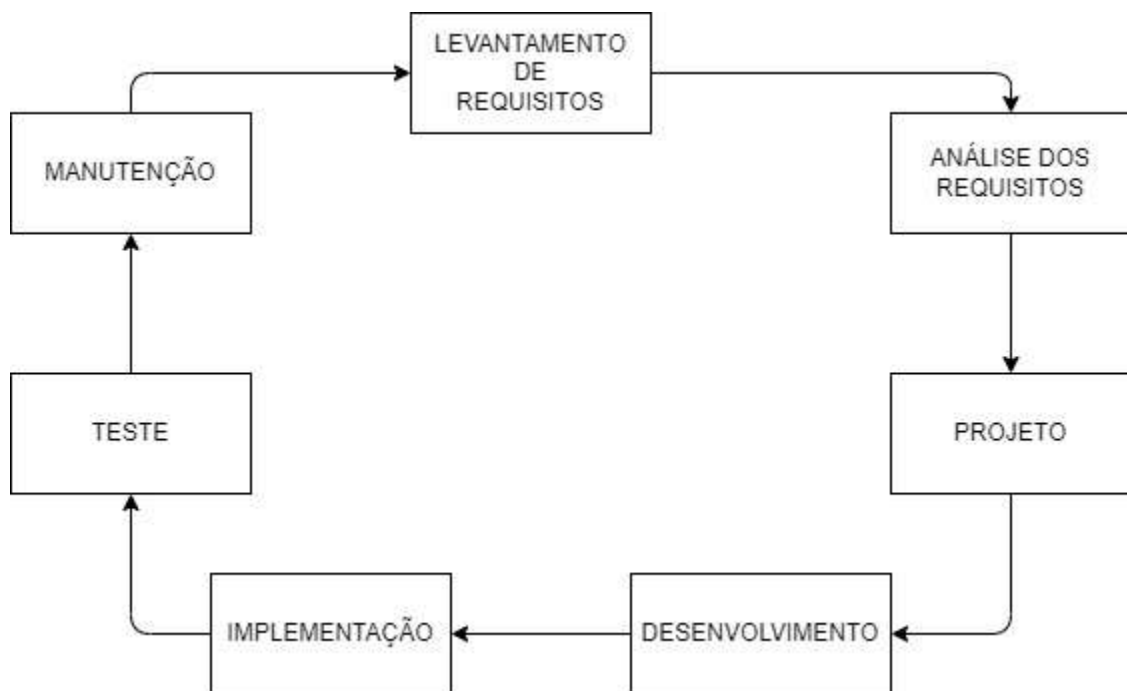 LEVANTAMENTO
DE
REQUISITOS
ANÁLISE DOS
REQUISITOS
MANUTENÇÃO
TESTE
PROJETO
IMPLEMENTAÇÃO
DESENVOLVIMENTO